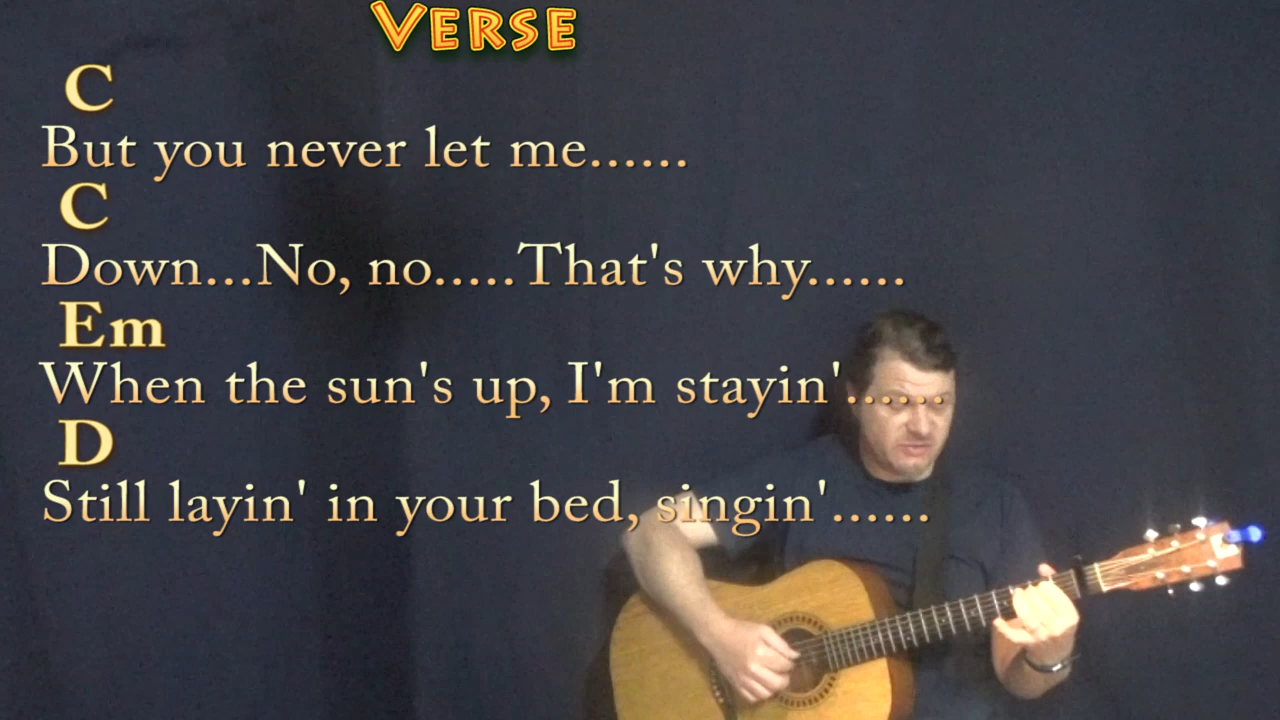 VERSE
C
But you never let me......
C
Down...No, no.....That's why......
Em
When the sun's up, I'm stayin'......
D
Still layin' in your bed, singin'......